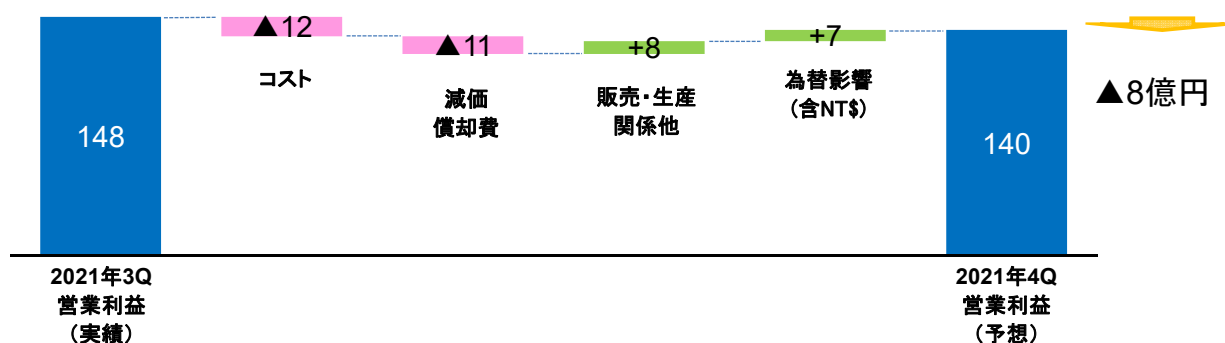 ▲12
コスト
▲11
減価
償却費
+8
販売・生産
関係他
+7
為替影響
(含NT$)
▲8億円
148
140
2021年3Q
営業利益
(実績)
2021年4Q
営業利益
(予想)